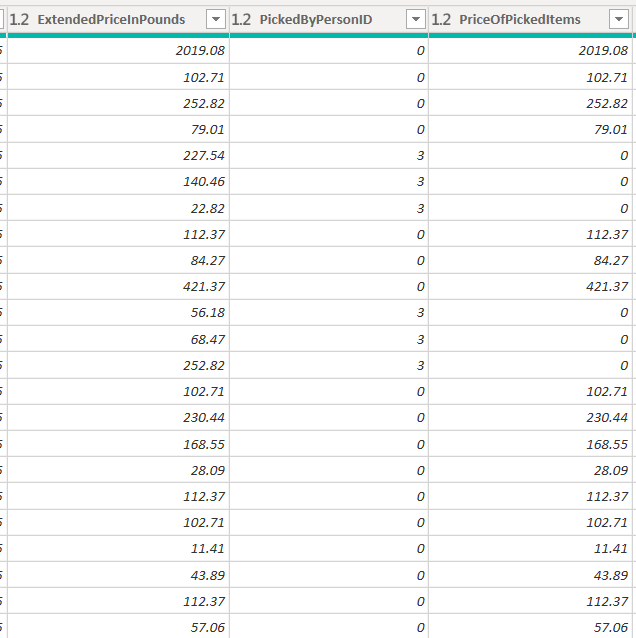 1.2 ExtendedPriceInPounds 1.2 PickedByPersonID 1.2 PriceOfPickedItems
2019.08 0 2019.08
102.71 0 102.71
252.82 0 252.82
79.01 0 79.01
227.54 3 0
140.46 3 0
22.82 3 0
112.37 0 112.37
84.27 0 84.27
421.37 0 421.37
56.18 3 0
68.47 3 0
252.82 3 0
102.71 0 102.71
230.44 0 230.44
168.55 0 168.55
28.09 0 28.09
112.37 0 112.37
102.71 0 102.71
11.41 0 11.41
43.89 0 43.89
112.37 0 112.37
57.06 0 57.06